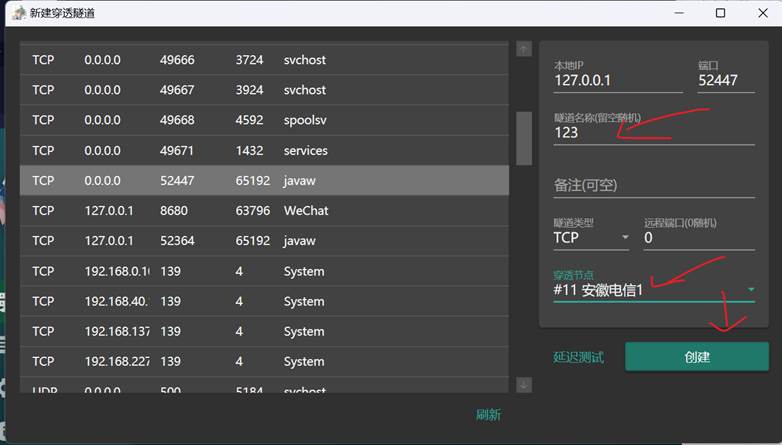 新建穿透隧道
TCP 0.0.0.0 49666 3724 svchost
TCP 0.0.0.0 49667 3924 svchost
TCP 0.0.0.0 49668 4592 spoolsv
TCP 0.0.0.0 49671 1432 services
TCP 0.0.0.0 52447 65192 javaw
TCP 127.0.0.1 8680 63796 WeChat
TCP 127.0.0.1 52364 65192 javaw
TCP 192.168.0.1 139 4 System
TCP 192.168.40. 139 4 System
TCP 192.168.137 139 4 System
TCP 192.168.227 139 4 System
UDP 0.0.0.0 500 5184 svchost
刷新
本地IP 端口
127.0.0.1 52447
隧道名称(留空随机)
123
备注(可空)
隧道类型 远程端口(0随机)
TCP 0
穿透节点
#11 安徽电信1
延迟测试 创建